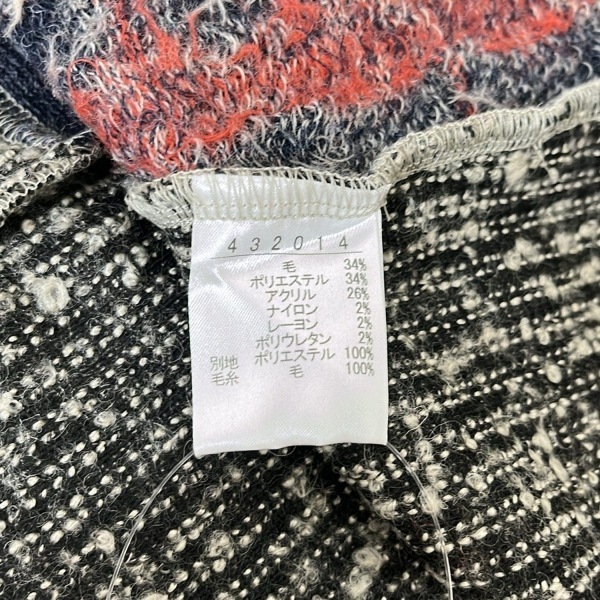 432014
毛 34%
ポリエステル 34%
アクリル 26%
ナイロン 2%
レーヨン 2%
ポリウレタン 2%
別地 ポリエステル 100%
毛糸 毛 100%